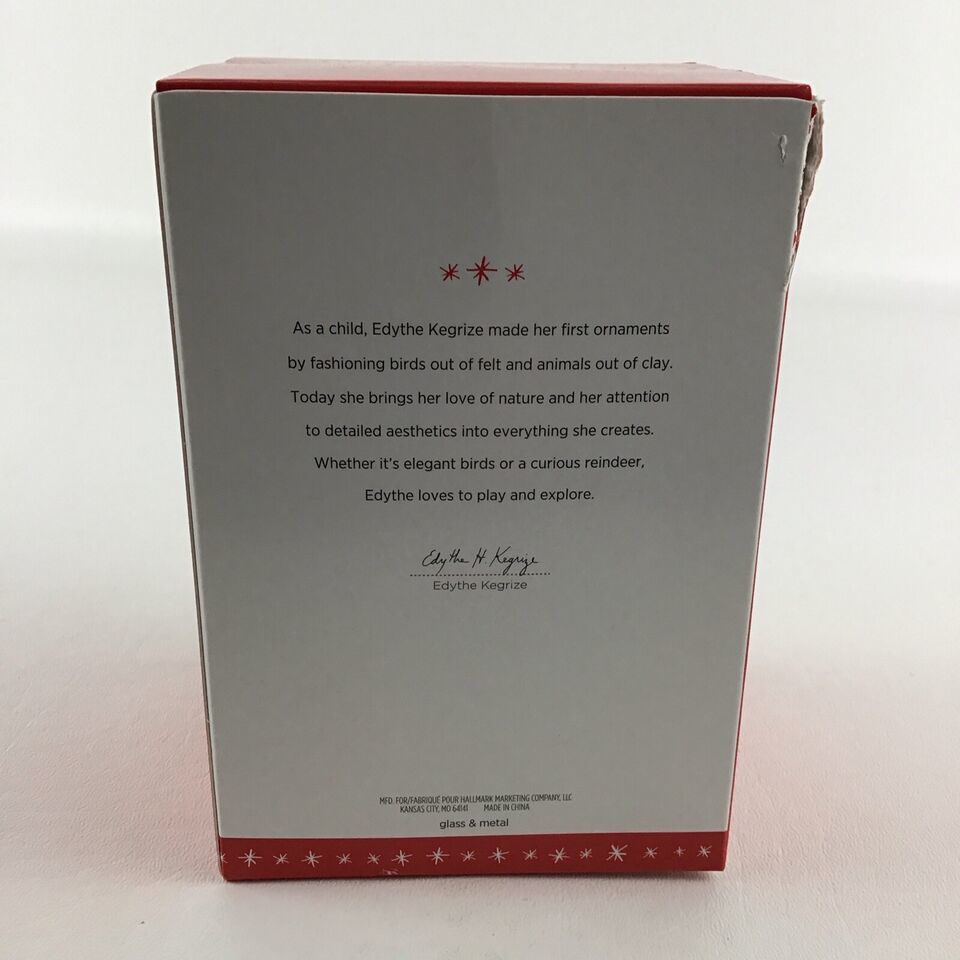 As a child, Edythe Kegrize made her first ornaments
by fashioning birds out of felt and animals out of clay.
Today she brings her love of nature and her attention
to detailed aesthetics into everything she creates.
Whether it's elegant birds or a curious reindeer,
Edythe loves to play and explore.
Edythe H. Kegrize
Edythe Kegrize
MFD. FOR/FABRIQUÉ POUR HALLMARK MARKETING COMPANY, LLC
KANSAS CITY, MO 64141 MADE IN CHINA
glass & metal